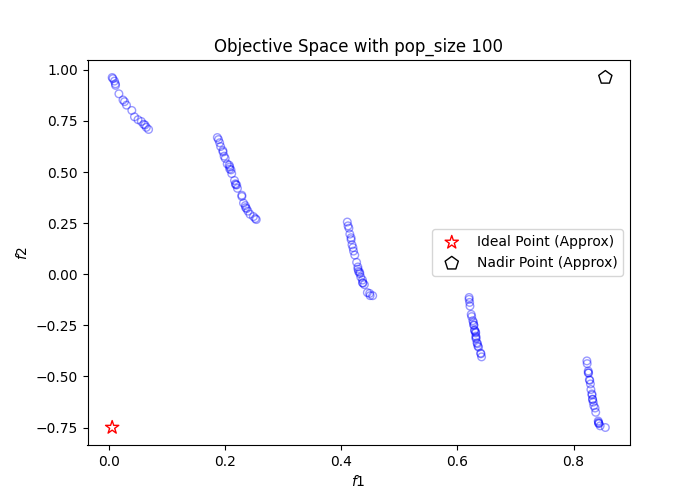 Objective Space with pop_size 100
1.00
0.75
0.50
0.25
0.00
−0.25
−0.50
−0.75
f2
Ideal Point (Approx)
Nadir Point (Approx)
0.0 0.2 0.4 0.6 0.8
f1